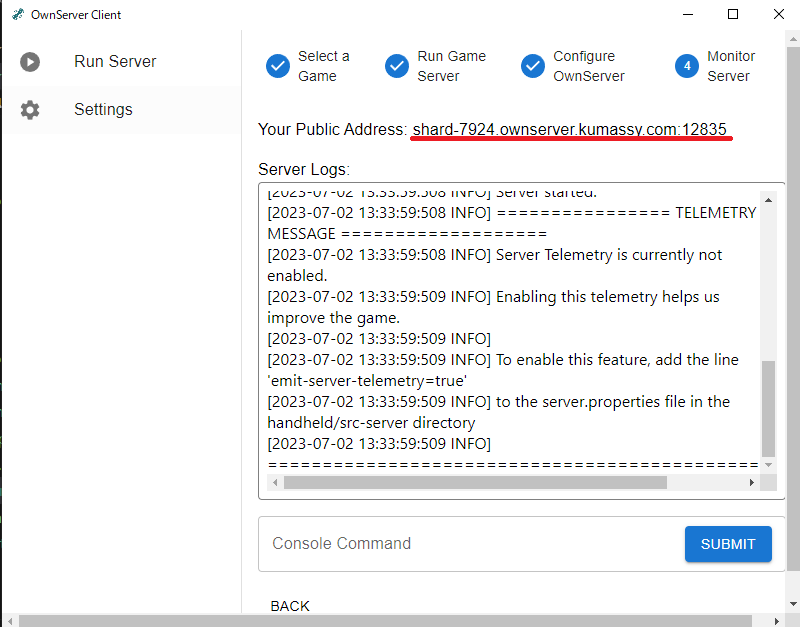 OwnServer Client
Run Server
Settings
Select a
Game
Run Game
Server
Configure
OwnServer
4
Monitor
Server
Your Public Address: shard-7924.ownserver.kumassy.com:12835
Server Logs:
[2023-07-02 13:33:59:508 INFO] Server started.
[2023-07-02 13:33:59:508 INFO] ================ TELEMETRY
MESSAGE ===================
[2023-07-02 13:33:59:508 INFO] Server Telemetry is currently not
enabled.
[2023-07-02 13:33:59:509 INFO] Enabling this telemetry helps us
improve the game.
[2023-07-02 13:33:59:509 INFO]
[2023-07-02 13:33:59:509 INFO] To enable this feature, add the line
'emit-server-telemetry=true'
[2023-07-02 13:33:59:509 INFO] to the server.properties file in the
handheld/src-server directory
[2023-07-02 13:33:59:509 INFO]
=============================================
Console Command
SUBMIT
BACK